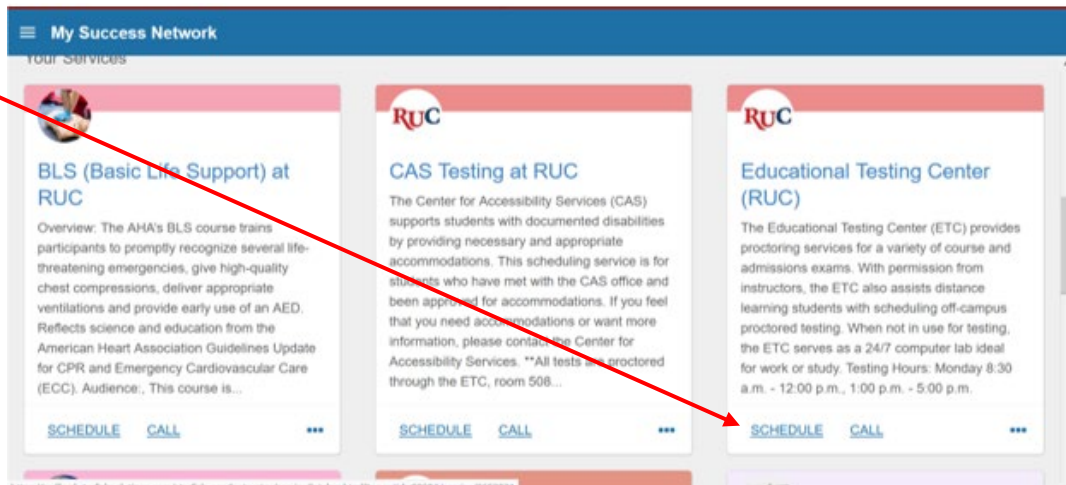 My Success Network
Your Services
BLS (Basic Life Support) at
RUC
Overview: The AHA's BLS course trains
participants to promptly recognize several life-
threatening emergencies, give high-quality
chest compressions, deliver appropriate
ventilations and provide early use of an AED.
Reflects science and education from the
American Heart Association Guidelines Update
for CPR and Emergency Cardiovascular Care
(ECC). Audience:, This course is...
SCHEDULE CALL
RUC
CAS Testing at RUC
The Center for Accessibility Services (CAS)
supports students with documented disabilities
by providing necessary and appropriate
accommodations. This scheduling service is for
students who have met with the CAS office and
been approved for accommodations. If you feel
that you need accommodations or want more
information, please contact the Center for
Accessibility Services. **All tests are proctored
through the ETC, room 508...
SCHEDULE CALL
RUC
Educational Testing Center
(RUC)
The Educational Testing Center (ETC) provides
proctoring services for a variety of course and
admissions exams. With permission from
instructors, the ETC also assists distance
learning students with scheduling off-campus
proctored testing. When not in use for testing,
the ETC serves as a 24/7 computer lab ideal
for work or study. Testing Hours: Monday 8:30
a.m. - 12:00 p.m., 1:00 p.m. - 5:00 p.m.
SCHEDULE CALL